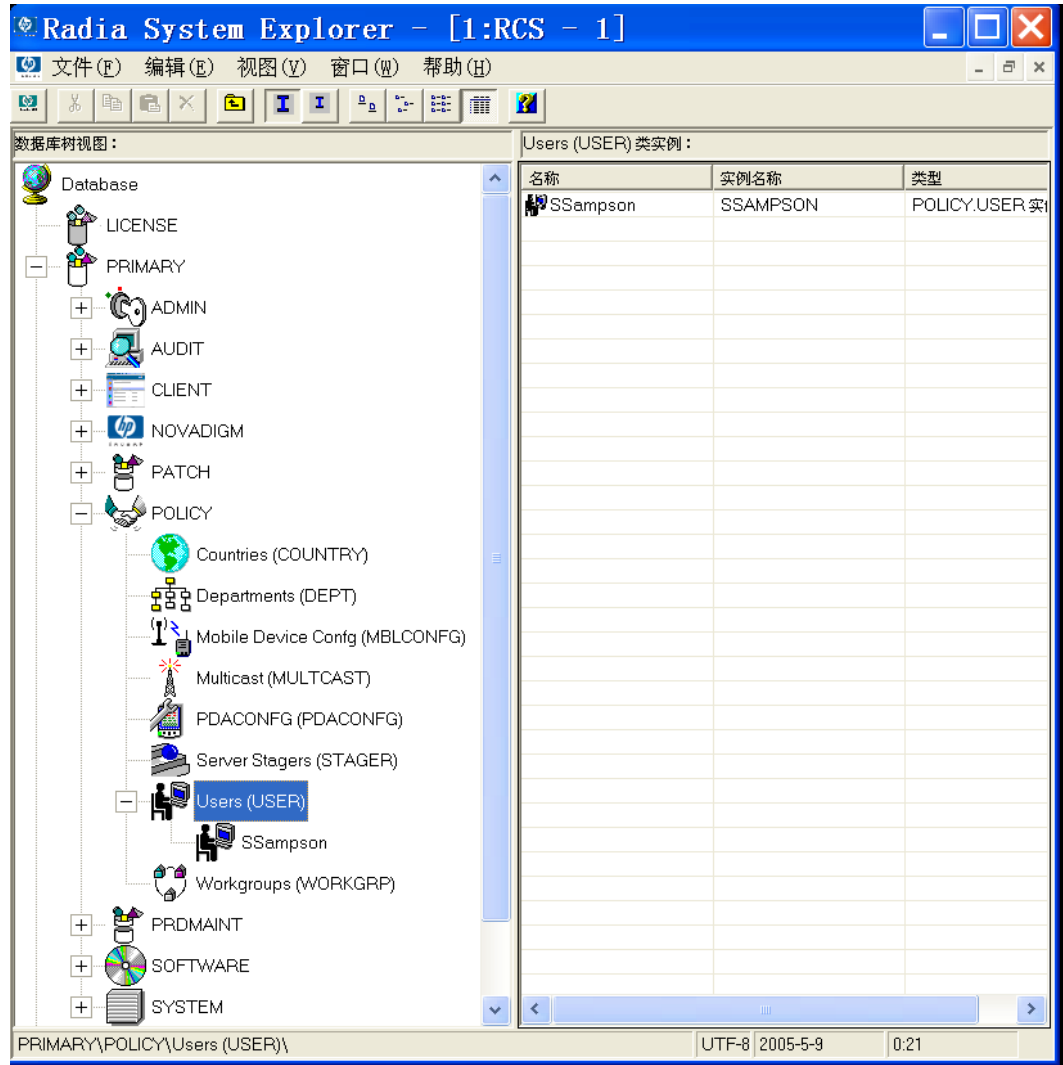 Radia System Explorer - [1:RCS - 1]
文件(F) 编辑(E) 视图(V) 窗口(W) 帮助(H)
数据库树视图：
Users (USER) 类实例：
Database
LICENSE
PRIMARY
ADMIN
AUDIT
CLIENT
NOVADIGM
PATCH
POLICY
Countries (COUNTRY)
Departments (DEPT)
Mobile Device Confg (MBLCONFG)
Multicast (MULTCAST)
PDACONFG (PDACONFG)
Server Stagers (STAGER)
Users (USER)
SSampson
Workgroups (WORKGRP)
PRDMAINT
SOFTWARE
SYSTEM
名称 实例名称 类型
SSampson SSAMPSON POLICY.USER 实
PRIMARY\POLICY\Users (USER)\ UTF-8 2005-5-9 0:21